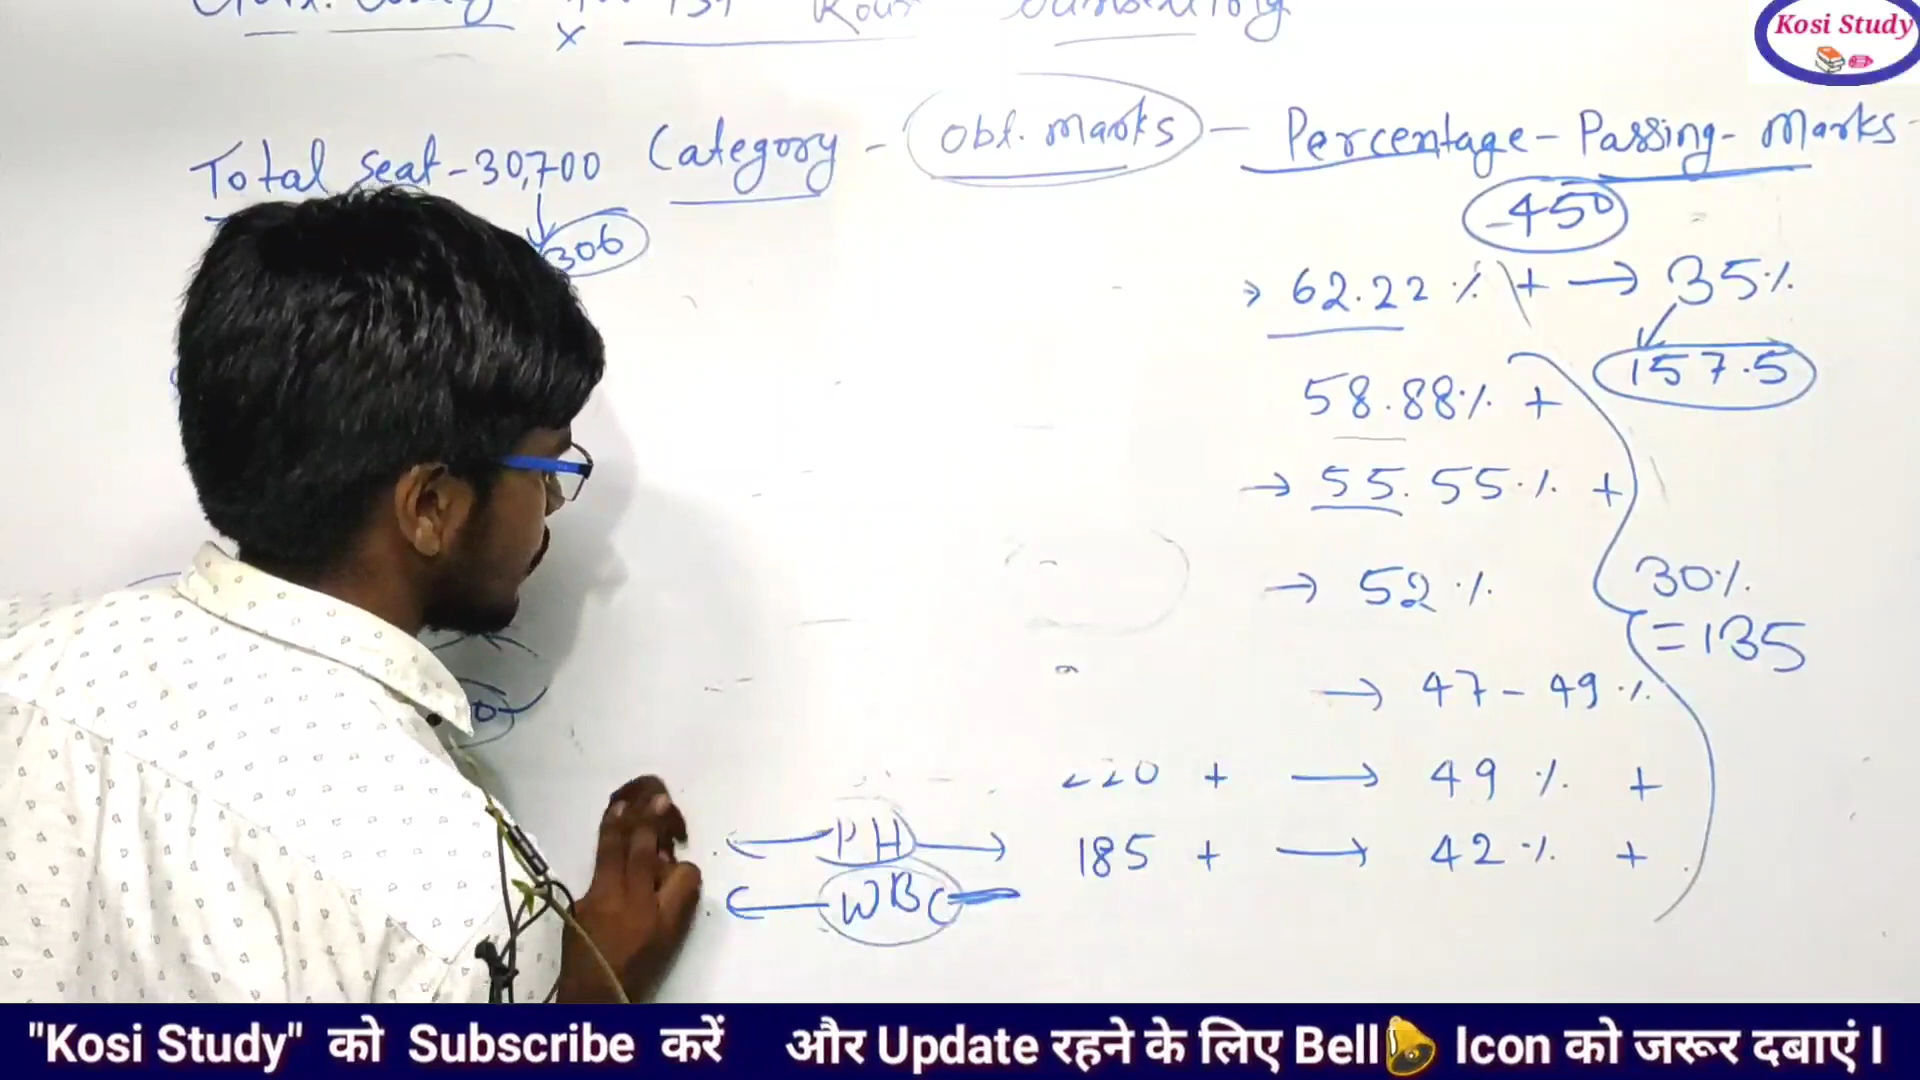 Kosi Study
Counselling
×
Total seat - 30,700 Category - Obt. marks - Percentage - Passing - Marks -
306
450
→ 62.22 % + → 35%
157.5
58.88% +
→ 55.55 % +
→ 52 %
30%
= 135
→ 47 - 49 %
220 + → 49 % +
← PH → 185 + → 42 % +
← WBC
"Kosi Study" को Subscribe करें और Update रहने के लिए Bell Icon को जरूर दबाएं I